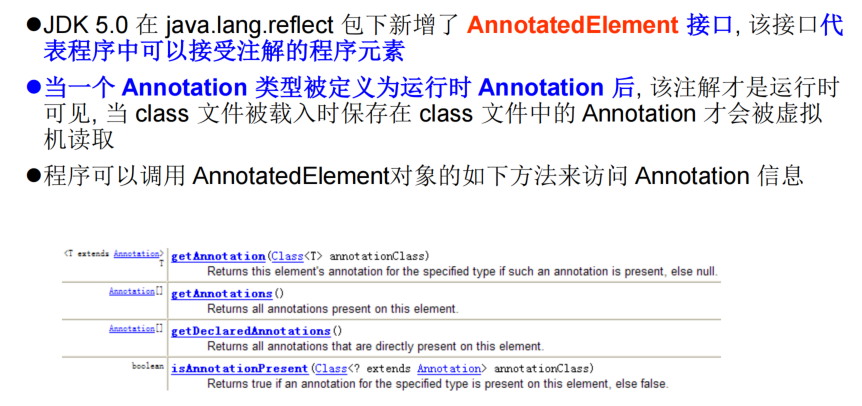 ●JDK 5.0 在 java.lang.reflect 包下新增了 AnnotatedElement 接口, 该接口代
表程序中可以接受注解的程序元素
●当一个 Annotation 类型被定义为运行时 Annotation 后, 该注解才是运行时
可见, 当 class 文件被载入时保存在 class 文件中的 Annotation 才会被虚拟
机读取
●程序可以调用 AnnotatedElement对象的如下方法来访问 Annotation 信息
<T extends Annotation> T getAnnotation(Class<T> annotationClass)
Returns this element's annotation for the specified type if such an annotation is present, else null.
Annotation[] getAnnotations()
Returns all annotations present on this element.
Annotation[] getDeclaredAnnotations()
Returns all annotations that are directly present on this element.
boolean isAnnotationPresent(Class<? extends Annotation> annotationClass)
Returns true if an annotation for the specified type is present on this element, else false.